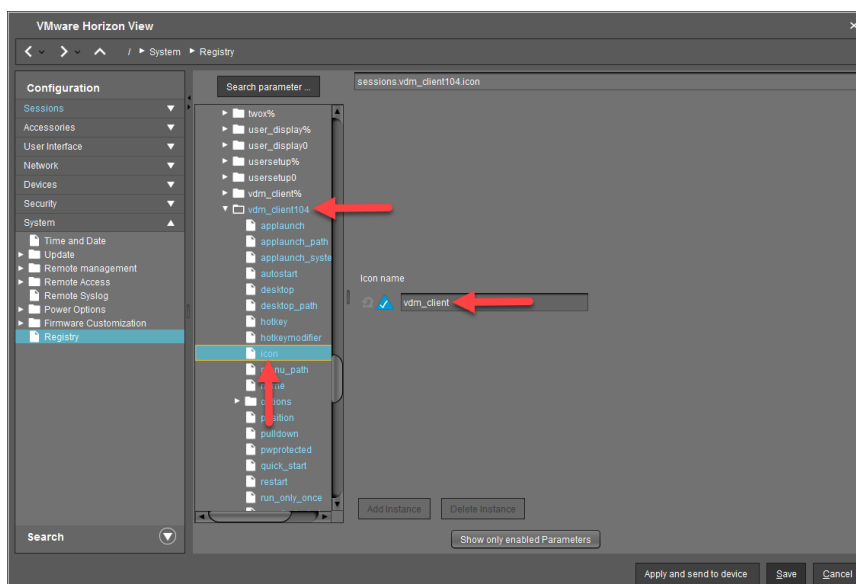 VMware Horizon View
/ System Registry
Configuration
Sessions
Accessories
User Interface
Network
Devices
Security
System
Time and Date
Update
Remote management
Remote Access
Remote Syslog
Power Options
Firmware Customization
Registry
Search
Search parameter ...
twox%
user_display%
user_display0
usersetup%
usersetup0
vdm_client%
vdm_client104
applaunch
applaunch_path
applaunch_syste
autostart
desktop
desktop_path
hotkey
hotkeymodifier
icon
pulldown
pwprotected
quick_start
restart
run_only_once
sessions.vdm_client104.icon
Icon name
vdm_client
Add Instance
Delete Instance
Show only enabled Parameters
Apply and send to device
Save
Cancel